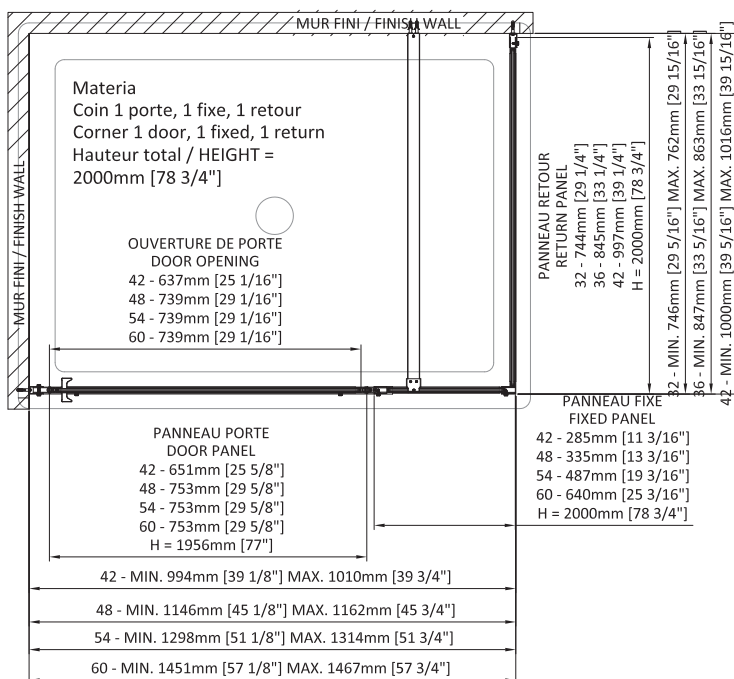 MUR FINI / FINISH WALL
Materia
Coin 1 porte, 1 fixe, 1 retour
Corner 1 door, 1 fixed, 1 return
Hauteur total / HEIGHT =
2000mm [78 3/4"]
MUR FINI / FINISH WALL
OUVERTURE DE PORTE
DOOR OPENING
42 - 637mm [25 1/16"]
48 - 739mm [29 1/16"]
54 - 739mm [29 1/16"]
60 - 739mm [29 1/16"]
PANNEAU RETOUR
RETURN PANEL
32 - 744mm [29 1/4"]
36 - 845mm [33 1/4"]
42 - 997mm [39 1/4"]
H = 2000mm [78 3/4"]
32 - MIN. 746mm [29 5/16"] MAX. 762mm [29 15/16"]
36 - MIN. 847mm [33 5/16"] MAX. 863mm [33 15/16"]
42 - MIN. 1000mm [39 5/16"] MAX. 1016mm [39 15/16"]
PANNEAU FIXE
FIXED PANEL
42 - 285mm [11 3/16"]
48 - 335mm [13 3/16"]
54 - 487mm [19 3/16"]
60 - 640mm [25 3/16"]
H = 2000mm [78 3/4"]
PANNEAU PORTE
DOOR PANEL
42 - 651mm [25 5/8"]
48 - 753mm [29 5/8"]
54 - 753mm [29 5/8"]
60 - 753mm [29 5/8"]
H = 1956mm [77"]
42 - MIN. 994mm [39 1/8"] MAX. 1010mm [39 3/4"]
48 - MIN. 1146mm [45 1/8"] MAX. 1162mm [45 3/4"]
54 - MIN. 1298mm [51 1/8"] MAX. 1314mm [51 3/4"]
60 - MIN. 1451mm [57 1/8"] MAX. 1467mm [57 3/4"]